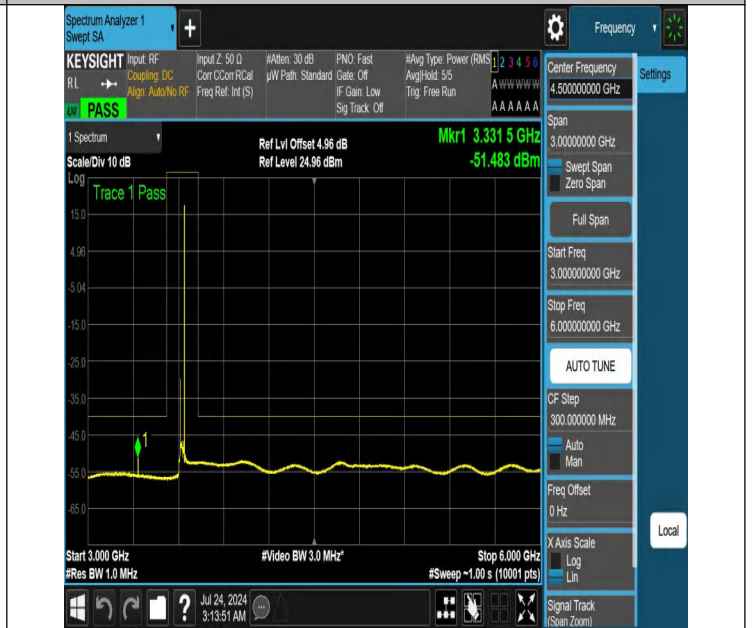 Spectrum Analyzer 1
Swept SA
+
Frequency
KEYSIGHT
RL
PASS
Input: RF
Coupling: DC
Align: Auto/No RF
Input Z: 50 Ω
Corr CCorr RCal
Freq Ref: Int (S)
#Atten: 30 dB
µW Path: Standard
PNO: Fast
Gate: Off
IF Gain: Low
Sig Track: Off
#Avg Type: Power (RMS
Avg|Hold: 5/5
Trig: Free Run
1 2 3 4 5 6
A W W W W W
A A A A A A
Center Frequency
4.500000000 GHz
Settings
1 Spectrum
Scale/Div 10 dB
Ref Lvl Offset 4.96 dB
Ref Level 24.96 dBm
Mkr1 3.331 5 GHz
-51.483 dBm
Span
3.00000000 GHz
Swept Span
Zero Span
Full Span
Start Freq
3.000000000 GHz
Stop Freq
6.000000000 GHz
AUTO TUNE
CF Step
300.000000 MHz
Auto
Man
Freq Offset
0 Hz
X Axis Scale
Log
Lin
Signal Track
(Span Zoom)
Local
Log
Trace 1 Pass
15.0
4.96
-5.04
-15.0
-25.0
-35.0
-45.0
-55.0
-65.0
1
Start 3.000 GHz
#Res BW 1.0 MHz
#Video BW 3.0 MHz*
Stop 6.000 GHz
#Sweep ~1.00 s (10001 pts)
?
Jul 24, 2024
3:13:51 AM